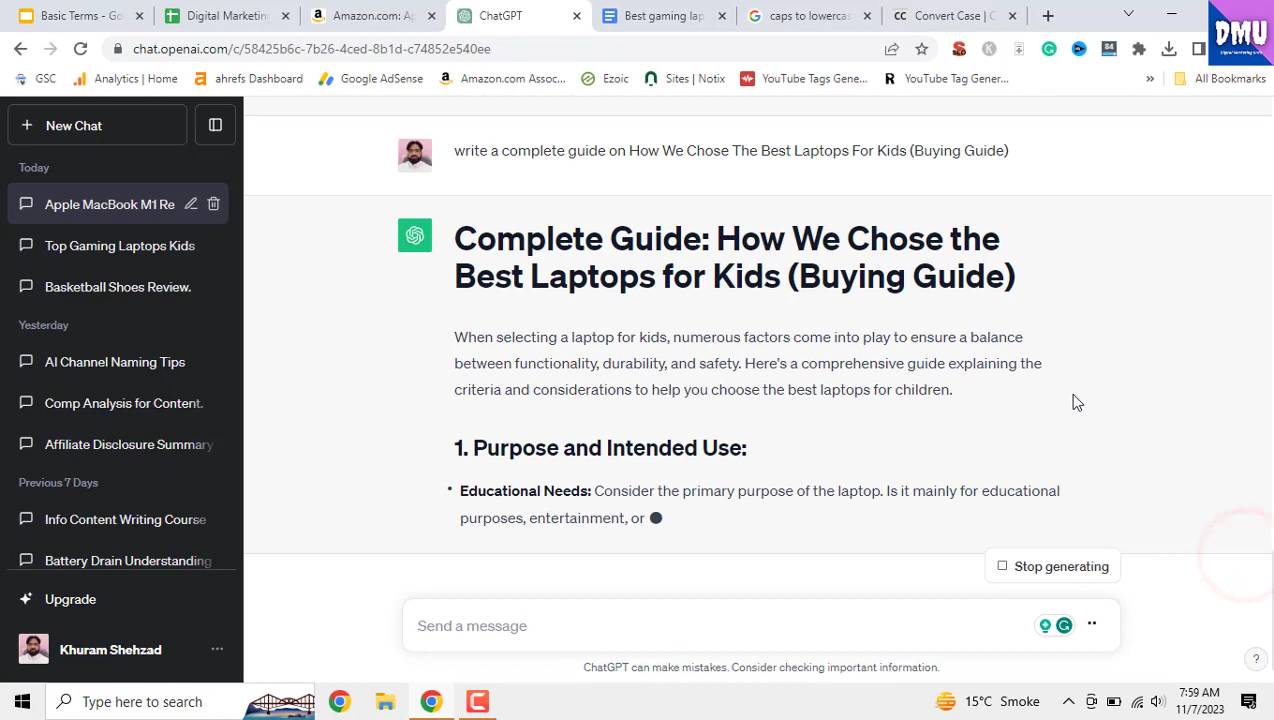 Basic Terms - Goo
Digital Marketing
Amazon.com: Ap
ChatGPT
Best gaming lap
caps to lowercas
CC Convert Case | C
DMU
chat.openai.com/c/58425b6c-7b26-4ced-8b1d-c74852e540ee
84
GSC
Analytics | Home
ahrefs Dashboard
Google AdSense
Amazon.com Assoc...
Ezoic
Sites | Notix
YouTube Tags Gene...
YouTube Tag Gener...
All Bookmarks
New Chat
Today
Apple MacBook M1 Re
Top Gaming Laptops Kids
Basketball Shoes Review.
Yesterday
AI Channel Naming Tips
Comp Analysis for Content.
Affiliate Disclosure Summary
Previous 7 Days
Info Content Writing Course
Battery Drain Understanding
Upgrade
Khuram Shehzad
write a complete guide on How We Chose The Best Laptops For Kids (Buying Guide)
Complete Guide: How We Chose the
Best Laptops for Kids (Buying Guide)
When selecting a laptop for kids, numerous factors come into play to ensure a balance
between functionality, durability, and safety. Here's a comprehensive guide explaining the
criteria and considerations to help you choose the best laptops for children.
1. Purpose and Intended Use:
• Educational Needs: Consider the primary purpose of the laptop. Is it mainly for educational
purposes, entertainment, or
Stop generating
Send a message
ChatGPT can make mistakes. Consider checking important information.
?
Type here to search
15°C Smoke
7:59 AM
11/7/2023